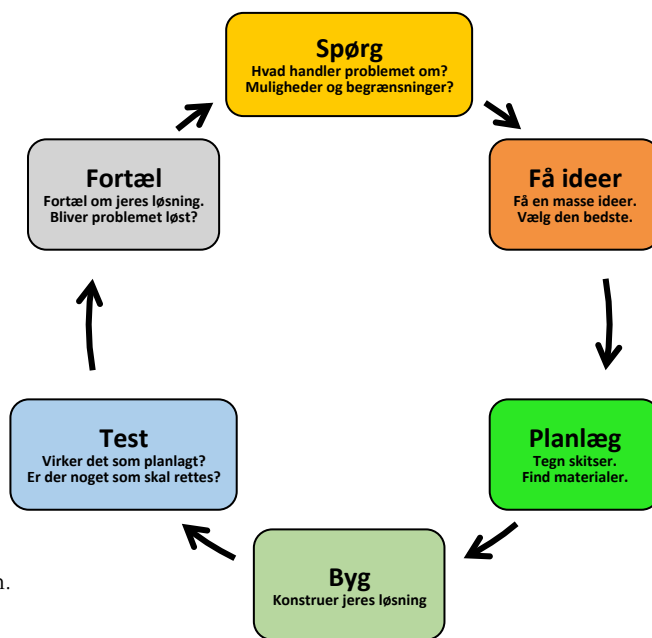 Spørg
Hvad handler problemet om?
Muligheder og begrænsninger?
Få ideer
Få en masse ideer.
Vælg den bedste.
Planlæg
Tegn skitser.
Find materialer.
Byg
Konstruer jeres løsning
Test
Virker det som planlagt?
Er der noget som skal rettes?
Fortæl
Fortæl om jeres løsning.
Bliver problemet løst?